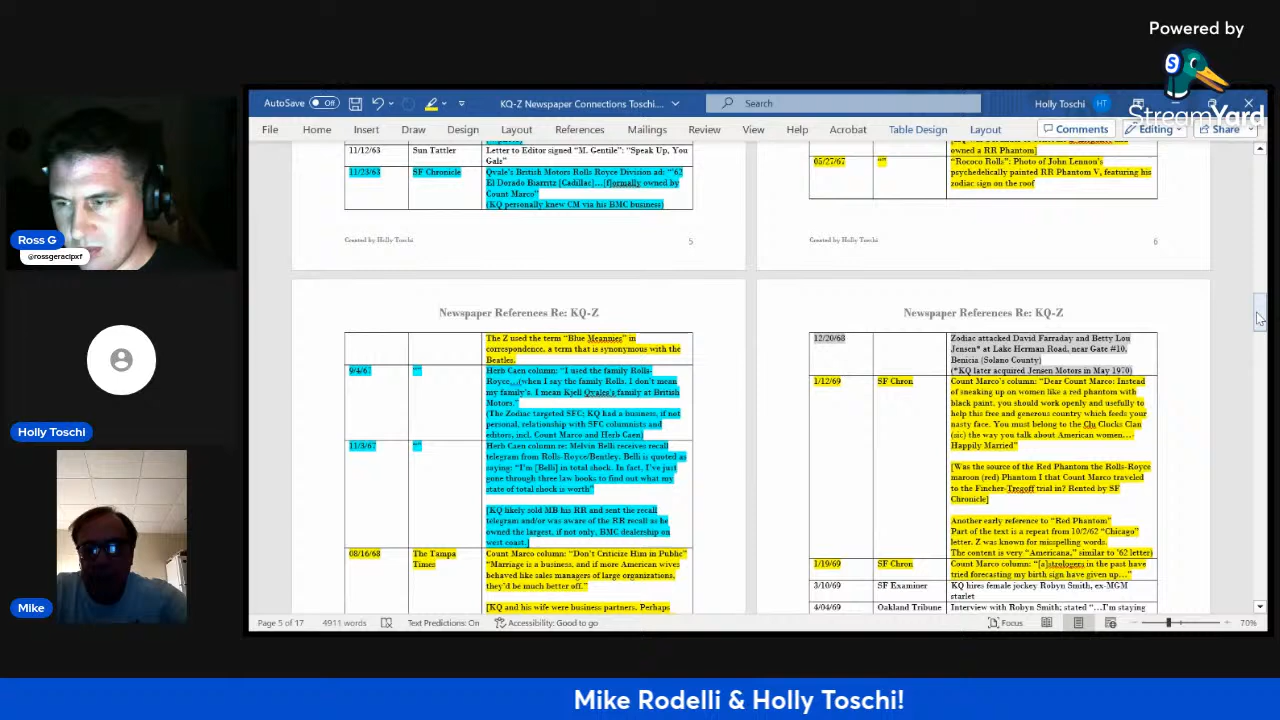 Powered by
S
StreamYard
AutoSave Off
KQ-Z Newspaper Connections Toschi....
Search
Holly Toschi HT
File Home Insert Draw Design Layout References Mailings Review View Help Acrobat Table Design Layout
Comments Editing Share
11/12/63 Sun Tattler Letter to Editor signed "M. Gentile": "Speak Up, You
Gals"
11/23/63 SF Chronicle Qvale's British Motors Rolls Royce Division ad: "'62
El Dorado Biarritz [Cadillac]...[f]ormally owned by
Count Marco"
(KQ personally knew CM via his BMC business)
Created by Holly Toschi 5
owned a RR Phantom)
05/27/67 "" "Rococo Rolls": Photo of John Lennon's
psychedelically painted RR Phantom V, featuring his
zodiac sign on the roof
Created by Holly Toschi 6
Newspaper References Re: KQ-Z
The Z used the term "Blue Meannies" in
correspondence, a term that is synonymous with the
Beatles.
9/4/67 "" Herb Caen column: "I used the family Rolls-
Royce...(when I say the family Rolls, I don't mean
my family's. I mean Kjell Qvales's family at British
Motors."
(The Zodiac targeted SFC; KQ had a business, if not
personal, relationship with SFC columnists and
editors, incl. Count Marco and Herb Caen)
11/3/67 "" Herb Caen column re: Melvin Belli receives recall
telegram from Rolls-Royce/Bentley. Belli is quoted as
saying: "I'm [Belli] in total shock. In fact, I've just
gone through three law books to find out what my
state of total shock is worth"
[KQ likely sold MB his RR and sent the recall
telegram and/or was aware of the RR recall as he
owned the largest, if not only, BMC dealership on
west coast.]
08/16/68 The Tampa Times Count Marco column: "Don't Criticize Him in Public"
"Marriage is a business, and if more American wives
behaved like sales managers of large organizations,
they'd be much better off."
[KQ and his wife were business partners. Perhaps
Newspaper References Re: KQ-Z
12/20/68 Zodiac attacked David Farraday and Betty Lou
Jensen* at Lake Herman Road, near Gate #10,
Benicia (Solano County)
(*KQ later acquired Jensen Motors in May 1970)
1/12/69 SF Chron Count Marco's column: "Dear Count Marco: Instead
of sneaking up on women like a red phantom with
black paint, you should work openly and usefully to
help this free and generous country which feeds your
nasty face. You must belong to the Clu Clucks Clan
(sic) the way you talk about American women...-
Happily Married"
[Was the source of the Red Phantom the Rolls-Royce
maroon (red) Phantom I that Count Marco traveled
to the Fincher-Tregoff trial in? Rented by SF
Chronicle]
Another early reference to "Red Phantom"
Part of the text is a repeat from 10/2/62 "Chicago"
letter. Z was known for misspelling words.
The content is very "Americana," similar to '62 letter)
1/19/69 SF Chron Count Marco column: "[a]strologers in the past have
tried forecasting my birth sign have given up..."
3/10/69 SF Examiner KQ hires female jockey Robyn Smith, ex-MGM
starlet
4/04/69 Oakland Tribune Interview with Robyn Smith; stated "...I'm staying
Page 5 of 17 4911 words Text Predictions: On Accessibility: Good to go Focus 70%
Ross G
@rossgeracipxf
Holly Toschi
Mike
Mike Rodelli & Holly Toschi!